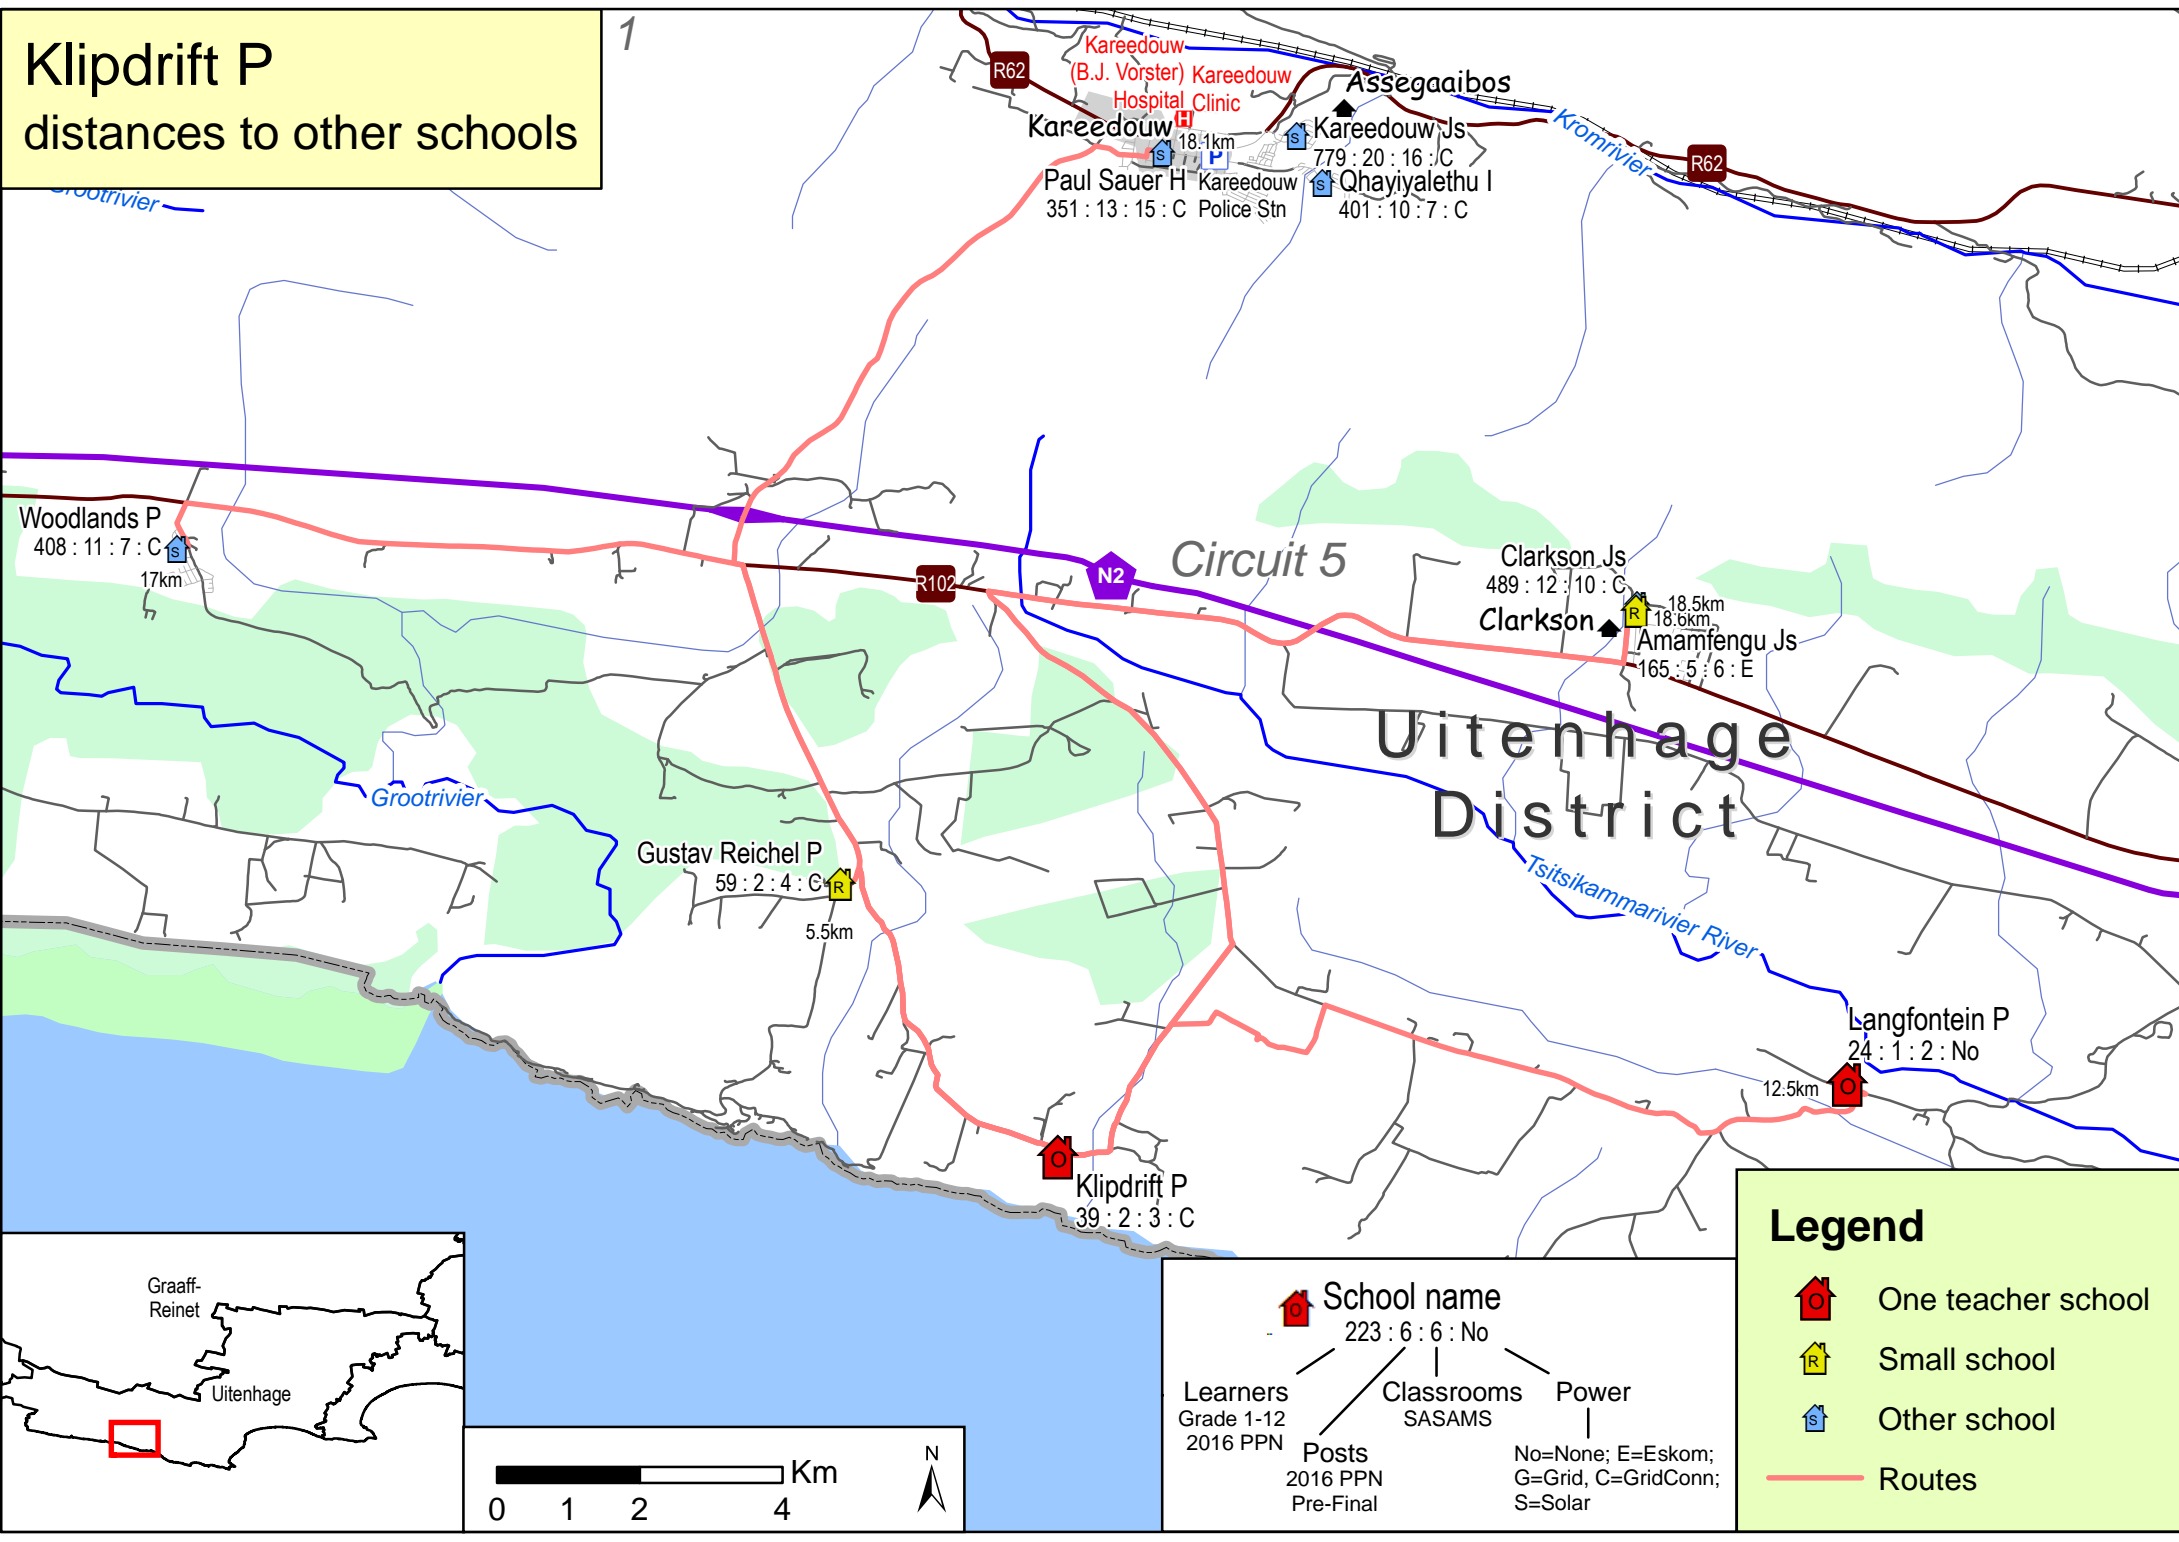 Klipdrift P
distances to other schools
1
R62
Kareedouw
(B.J. Vorster)
Hospital
Kareedouw
Clinic
H
Assegaaibos
Kareedouw
18.1km
P
S
Kareedouw Js
779 : 20 : 16 : C
Paul Sauer H
351 : 13 : 15 : C
Kareedouw
Police Stn
S
Qhayiyalethu I
401 : 10 : 7 : C
S
Kromrivier
R62
Grootrivier
Woodlands P
408 : 11 : 7 : C
S
17km
R102
N2
Circuit 5
Clarkson Js
489 : 12 : 10 : C
Clarkson
R
18.5km
18.6km
Amamfengu Js
165 : 5 : 6 : E
Uitenhage
District
Grootrivier
Gustav Reichel P
59 : 2 : 4 : C
R
5.5km
Tsitsikammarivier River
Langfontein P
24 : 1 : 2 : No
12.5km
O
O
Klipdrift P
39 : 2 : 3 : C
Graaff-
Reinet
Uitenhage
Km
0 1 2 4
N
O
School name
223 : 6 : 6 : No
Learners
Grade 1-12
2016 PPN
Posts
2016 PPN
Pre-Final
Classrooms
SASAMS
Power
No=None; E=Eskom;
G=Grid, C=GridConn;
S=Solar
Legend
O
One teacher school
R
Small school
S
Other school
Routes